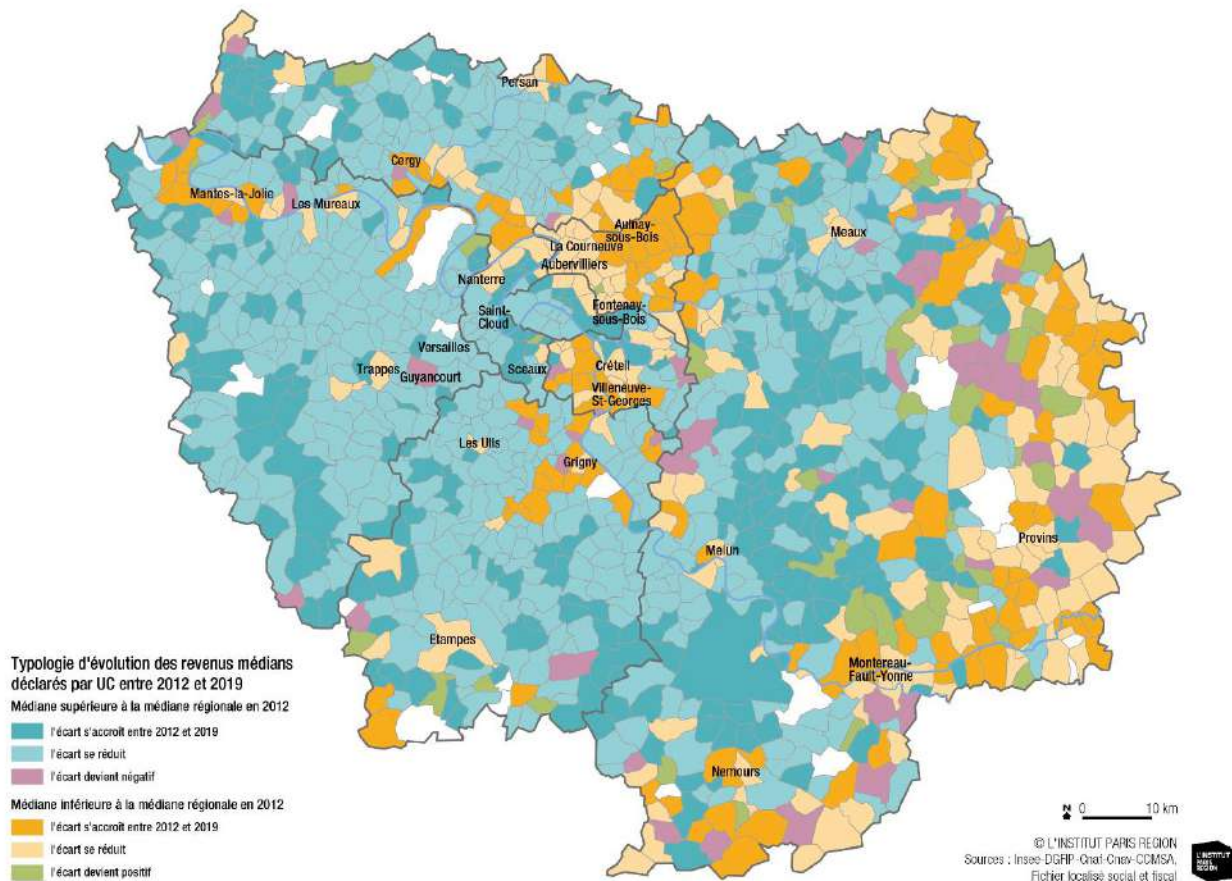 Persan
Cergy
Mantes-la-Jolie
Les Mureaux
Aulnay-
sous-Bois
La Courneuve
Aubervilliers
Meaux
Nanterre
Saint-
Cloud
Fontenay-
sous-Bois
Versailles
Trappes
Guyancourt
Sceaux
Créteil
Villeneuve-
St-Georges
Les Ulis
Grigny
Provins
Melun
Etampes
Montereau-
Fault-Yonne
Nemours
Typologie d'évolution des revenus médians
déclarés par UC entre 2012 et 2019
Médiane supérieure à la médiane régionale en 2012
l'écart s'accroît entre 2012 et 2019
l'écart se réduit
l'écart devient négatif
Médiane inférieure à la médiane régionale en 2012
l'écart s'accroît entre 2012 et 2019
l'écart se réduit
l'écart devient positif
N 0 10 km
© L'INSTITUT PARIS REGION
Sources : Insee-DGFIP-Cnaf-Cnav-CCMSA,
Fichier localisé social et fiscal
L'INSTITUT
PARIS
REGION